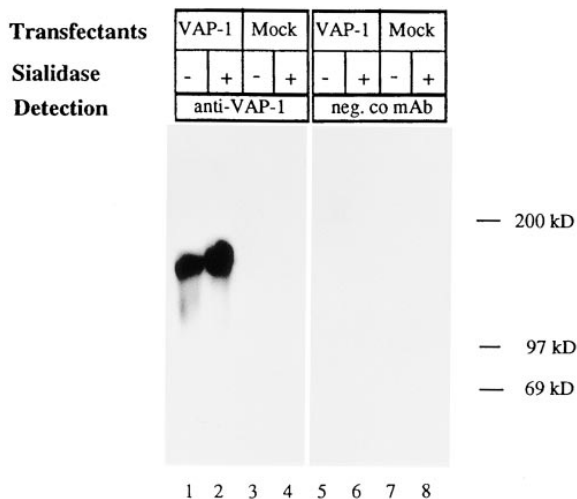 Transfectants VAP-1 Mock VAP-1 Mock
Sialidase - + - + - + - +
Detection anti-VAP-1 neg. co mAb
200 kD
97 kD
69 kD
1 2 3 4 5 6 7 8